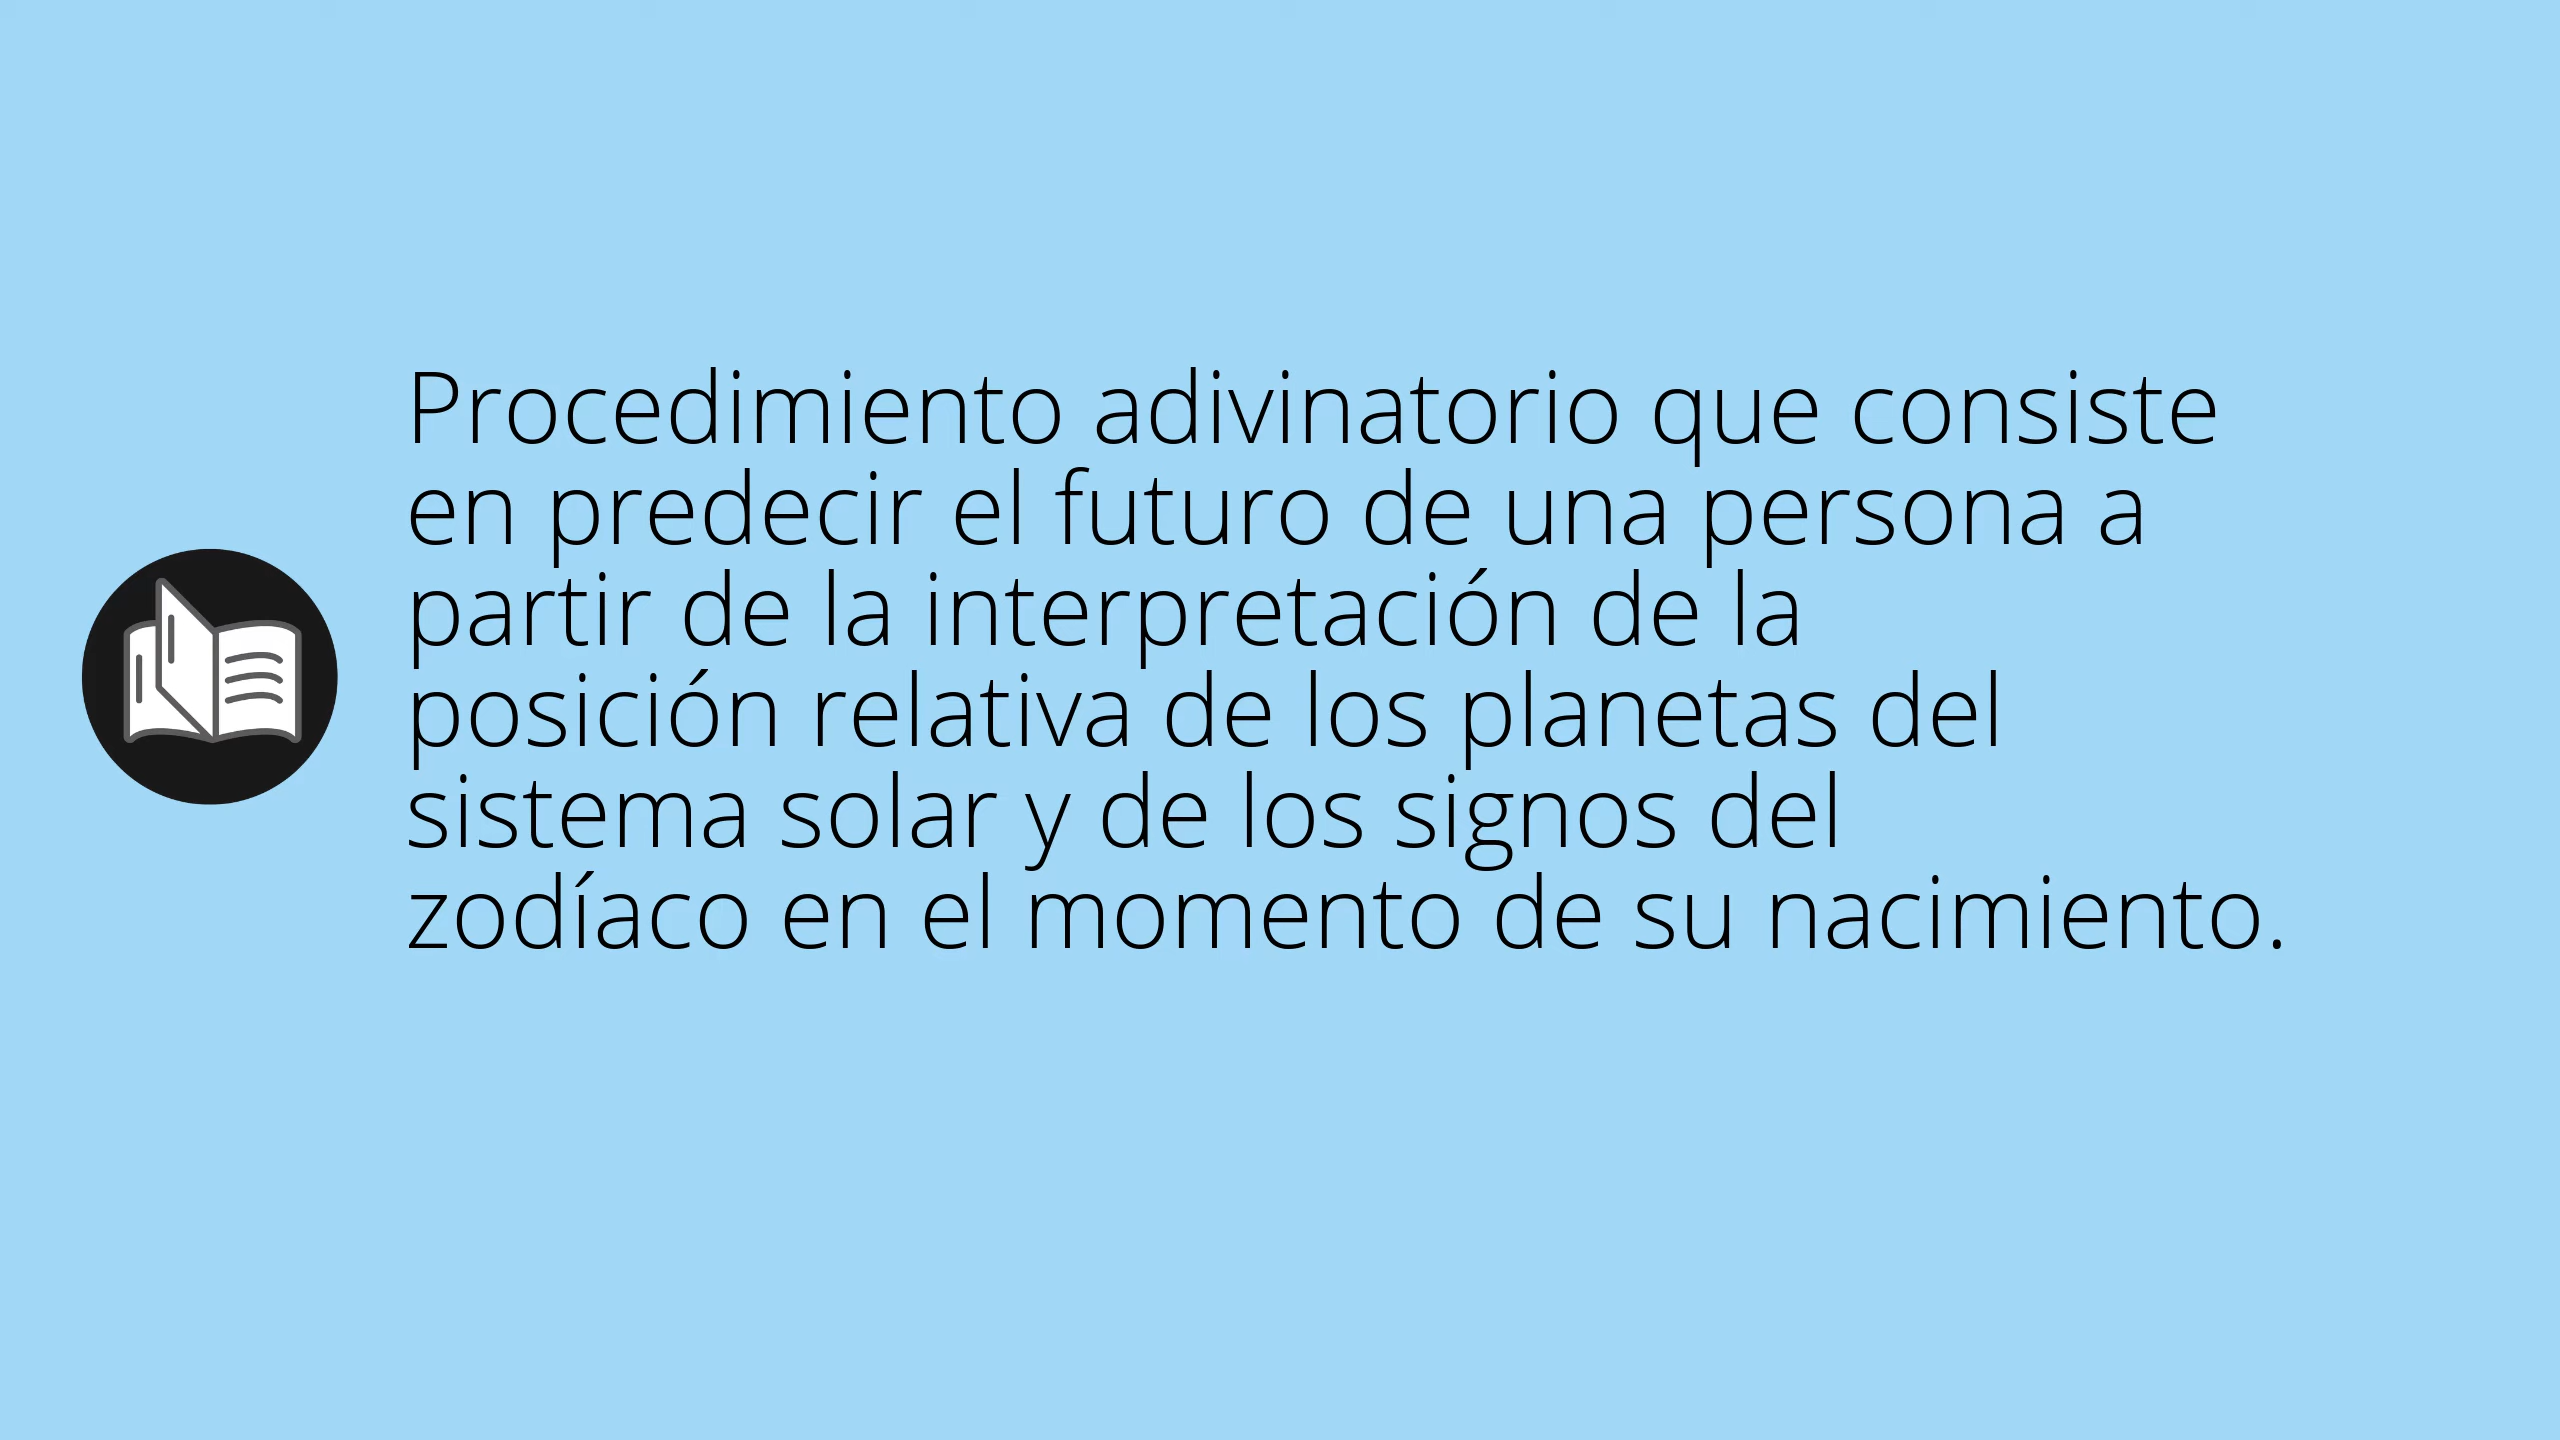 Procedimiento adivinatorio que consiste
en predecir el futuro de una persona a
partir de la interpretación de la
posición relativa de los planetas del
sistema solar y de los signos del
zodíaco en el momento de su nacimiento.